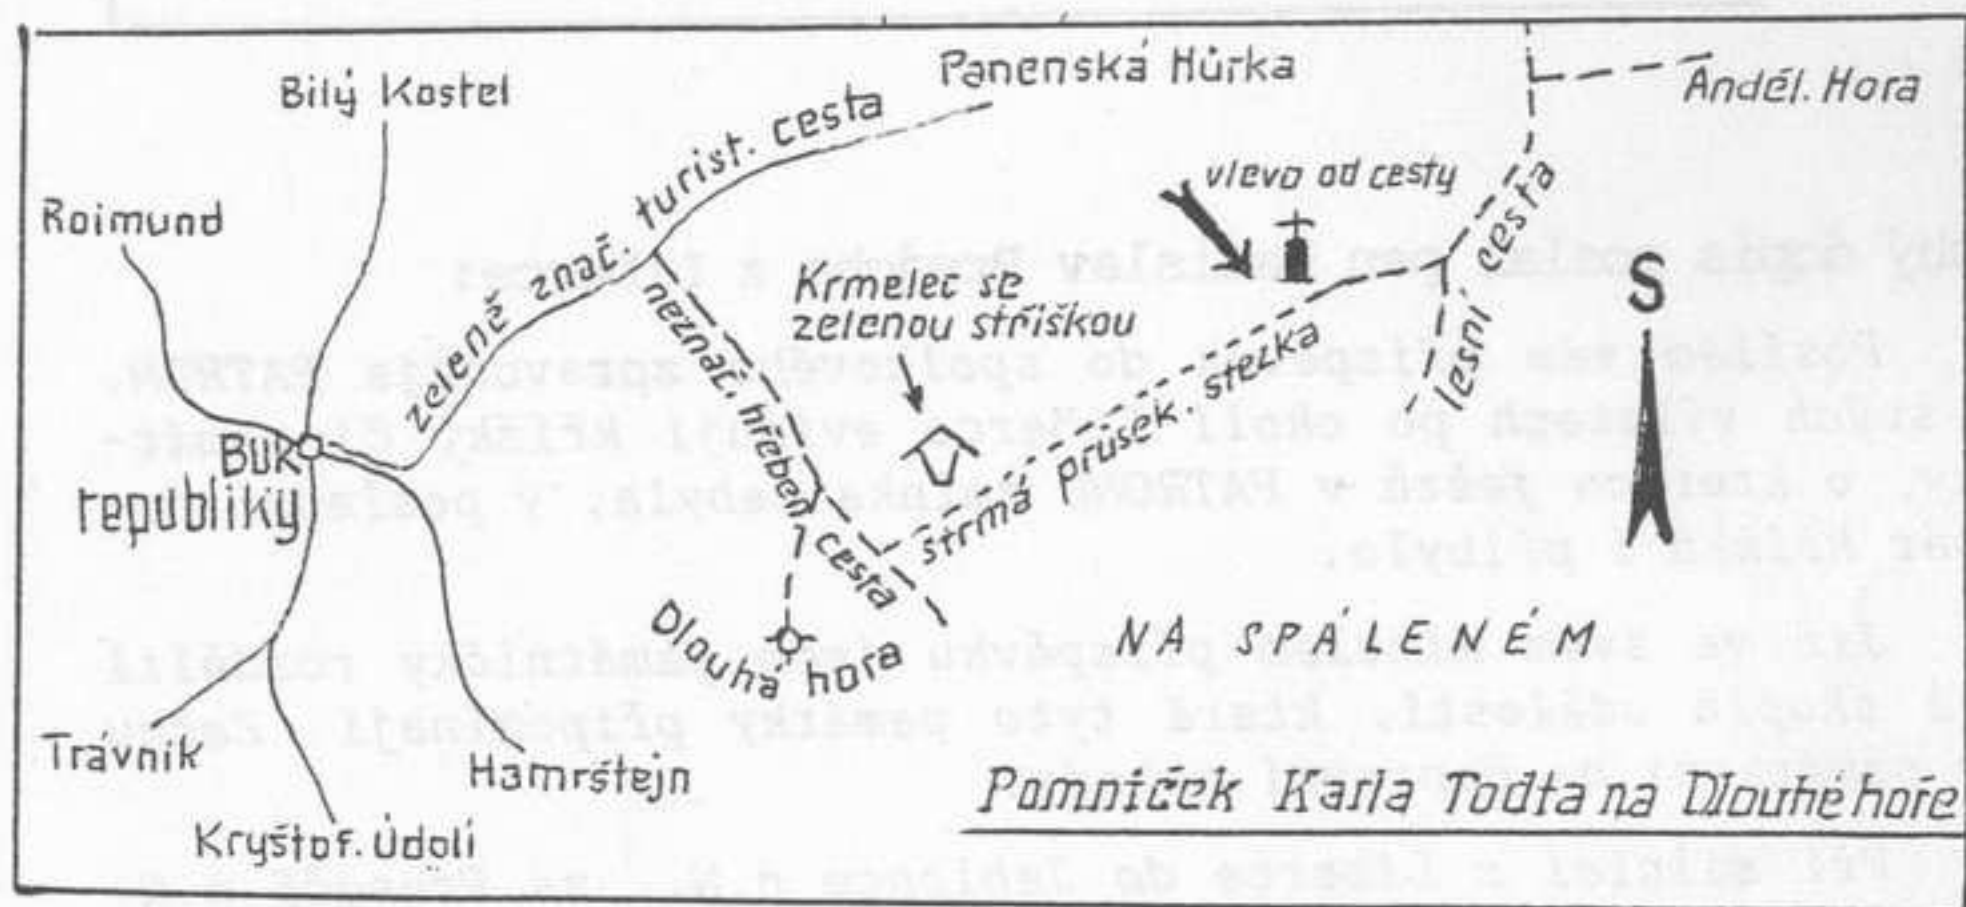 Panenská Hůrka
Bílý Kostel
Anděl. Hora
zeleně znač. turist. cesta
vlevo od cesty
Roimund
lesní cesta
Krmelec se
zelenou stříškou
S
neznač. hřeben. cesta
strmá průsek. stezka
Buk
republiky
Dlouhá hora
NA SPÁLENÉM
Trávník
Hamrštejn
Kryštof. údolí
Pomníček Karla Todta na Dlouhé hoře